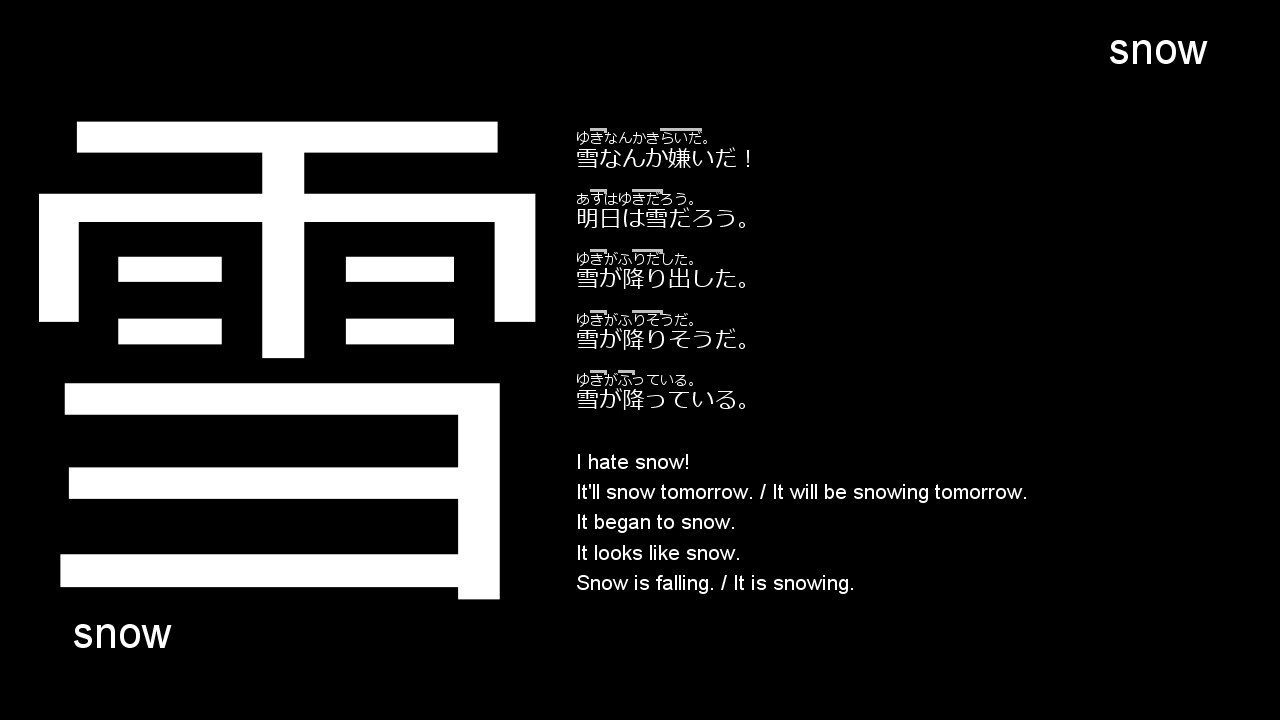 snow
雪
ゆきなんかきらいだ。
雪なんか嫌いだ！
あすはゆきだろう。
明日は雪だろう。
ゆきがふりだした。
雪が降り出した。
ゆきがふりそうだ。
雪が降りそうだ。
ゆきがふっている。
雪が降っている。
I hate snow!
It'll snow tomorrow. / It will be snowing tomorrow.
It began to snow.
It looks like snow.
Snow is falling. / It is snowing.
snow